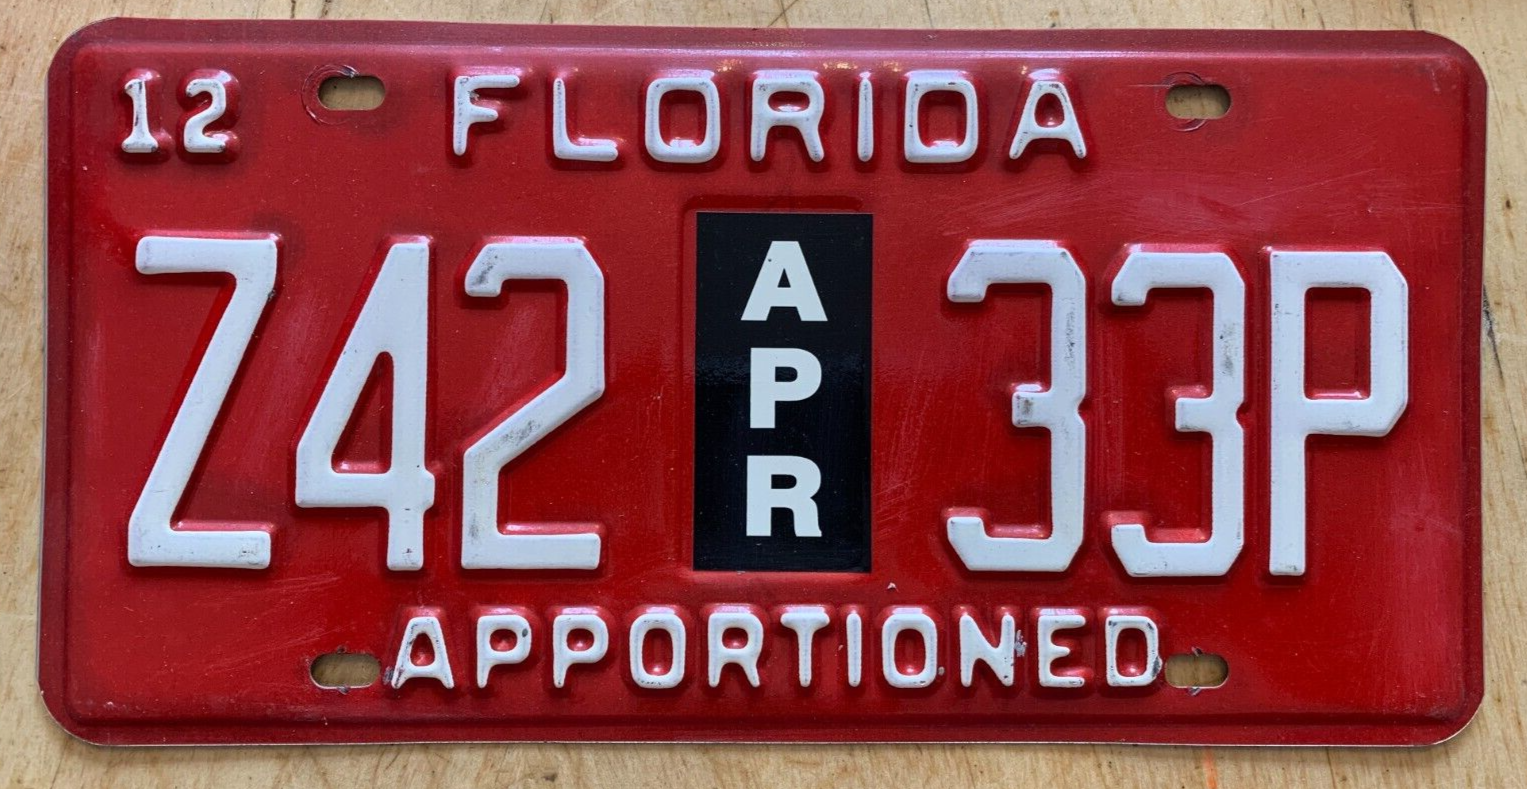 12 FLORIDA
Z42 APR 33P
APPORTIONED